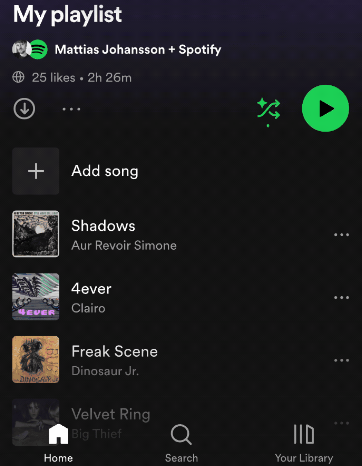 My playlist
Mattias Johansson + Spotify
25 likes • 2h 26m
Add song
Shadows
Aur Revoir Simone
4ever
Clairo
4EVER
Freak Scene
Dinosaur Jr.
Velvet Ring
Big Thief
Home
Search
Your Library